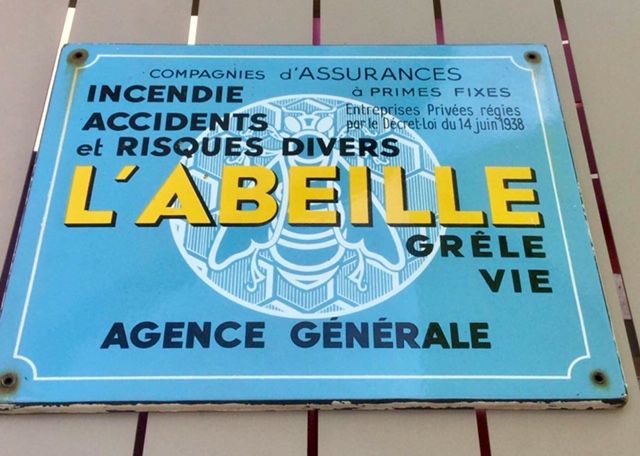 COMPAGNIES d'ASSURANCES
à PRIMES FIXES
INCENDIE
ACCIDENTS
et RISQUES DIVERS
Entreprises Privées régies
par le Décret-loi du 14 juin 1938
L'ABEILLE
GRÊLE
VIE
AGENCE GÉNÉRALE